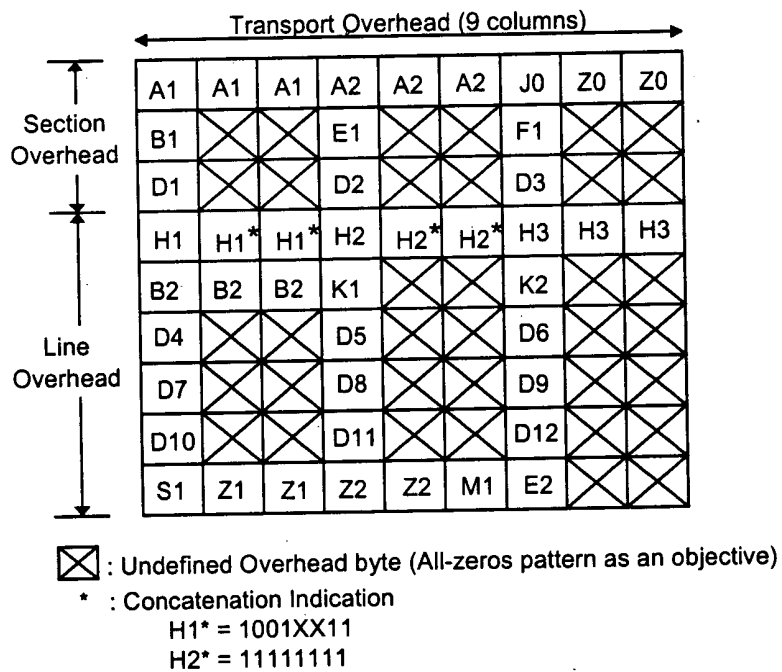 Transport Overhead (9 columns)
A1 A1 A1 A2 A2 A2 J0 Z0 Z0
Section
Overhead
B1 E1 F1
D1 D2 D3
H1 H1* H1* H2 H2* H2* H3 H3 H3
B2 B2 B2 K1 K2
Line
Overhead
D4 D5 D6
D7 D8 D9
D10 D11 D12
S1 Z1 Z1 Z2 Z2 M1 E2
: Undefined Overhead byte (All-zeros pattern as an objective)
* : Concatenation Indication
H1* = 1001XX11
H2* = 11111111